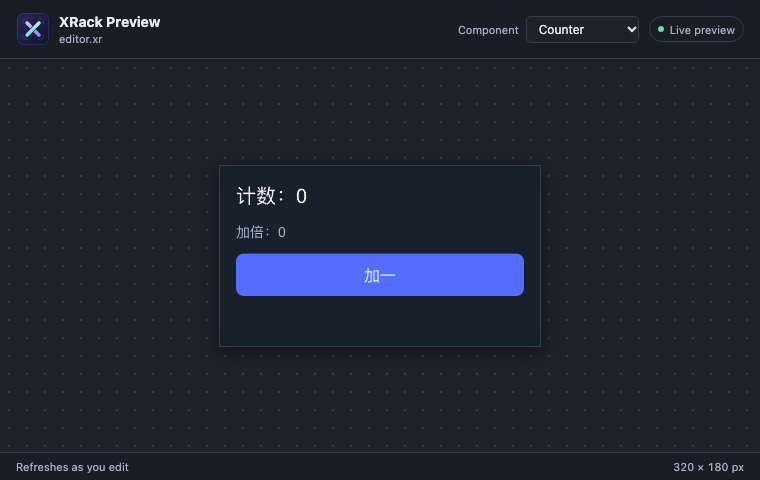 XRack Preview
editor.xr
Component
Counter
Live preview
计数：0
加倍：0
加一
Refreshes as you edit
320 × 180 px